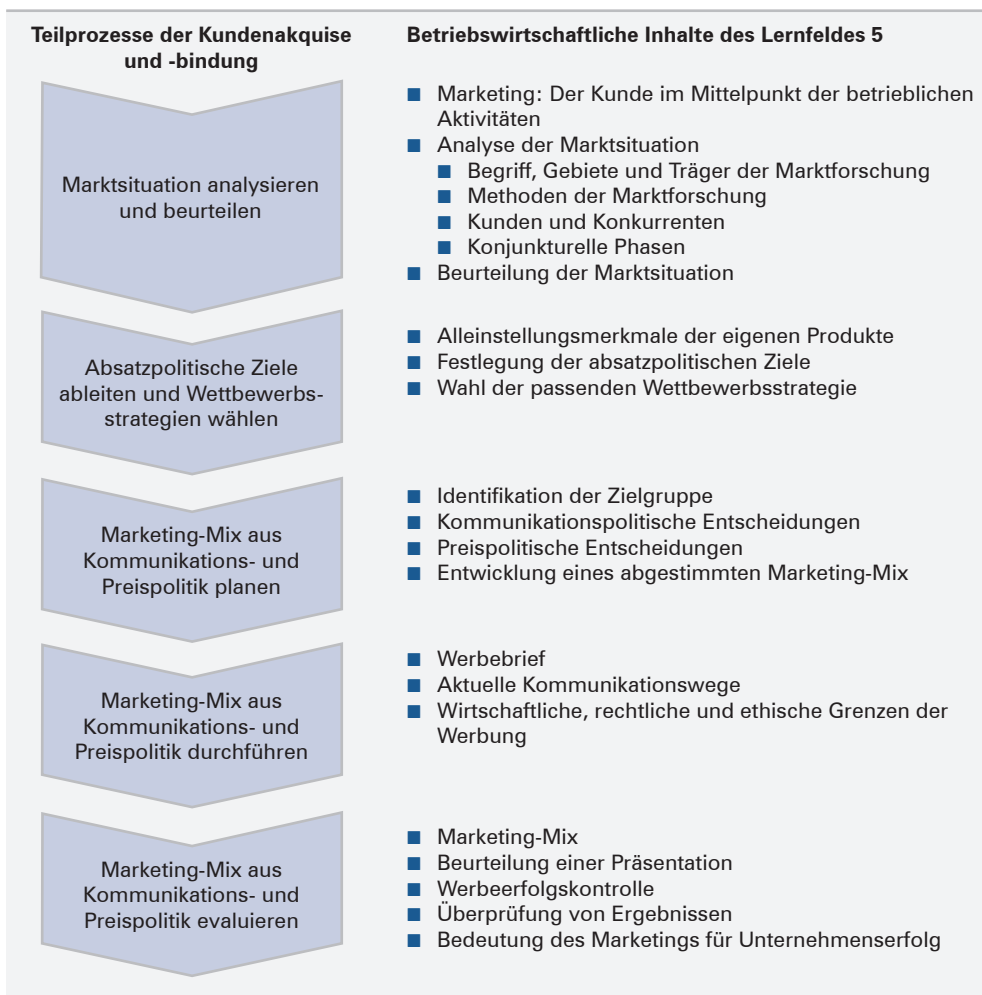 Teilprozesse der Kundenakquise
und -bindung
Betriebswirtschaftliche Inhalte des Lernfeldes 5
Marktsituation analysieren
und beurteilen
■ Marketing: Der Kunde im Mittelpunkt der betrieblichen
Aktivitäten
■ Analyse der Marktsituation
■ Begriff, Gebiete und Träger der Marktforschung
■ Methoden der Marktforschung
■ Kunden und Konkurrenten
■ Konjunkturelle Phasen
■ Beurteilung der Marktsituation
Absatzpolitische Ziele
ableiten und Wettbewerbs-
strategien wählen
■ Alleinstellungsmerkmale der eigenen Produkte
■ Festlegung der absatzpolitischen Ziele
■ Wahl der passenden Wettbewerbsstrategie
Marketing-Mix aus
Kommunikations- und
Preispolitik planen
■ Identifikation der Zielgruppe
■ Kommunikationspolitische Entscheidungen
■ Preispolitische Entscheidungen
■ Entwicklung eines abgestimmten Marketing-Mix
Marketing-Mix aus
Kommunikations- und
Preispolitik durchführen
■ Werbebrief
■ Aktuelle Kommunikationswege
■ Wirtschaftliche, rechtliche und ethische Grenzen der
Werbung
Marketing-Mix aus
Kommunikations- und
Preispolitik evaluieren
■ Marketing-Mix
■ Beurteilung einer Präsentation
■ Werbeerfolgskontrolle
■ Überprüfung von Ergebnissen
■ Bedeutung des Marketings für Unternehmenserfolg